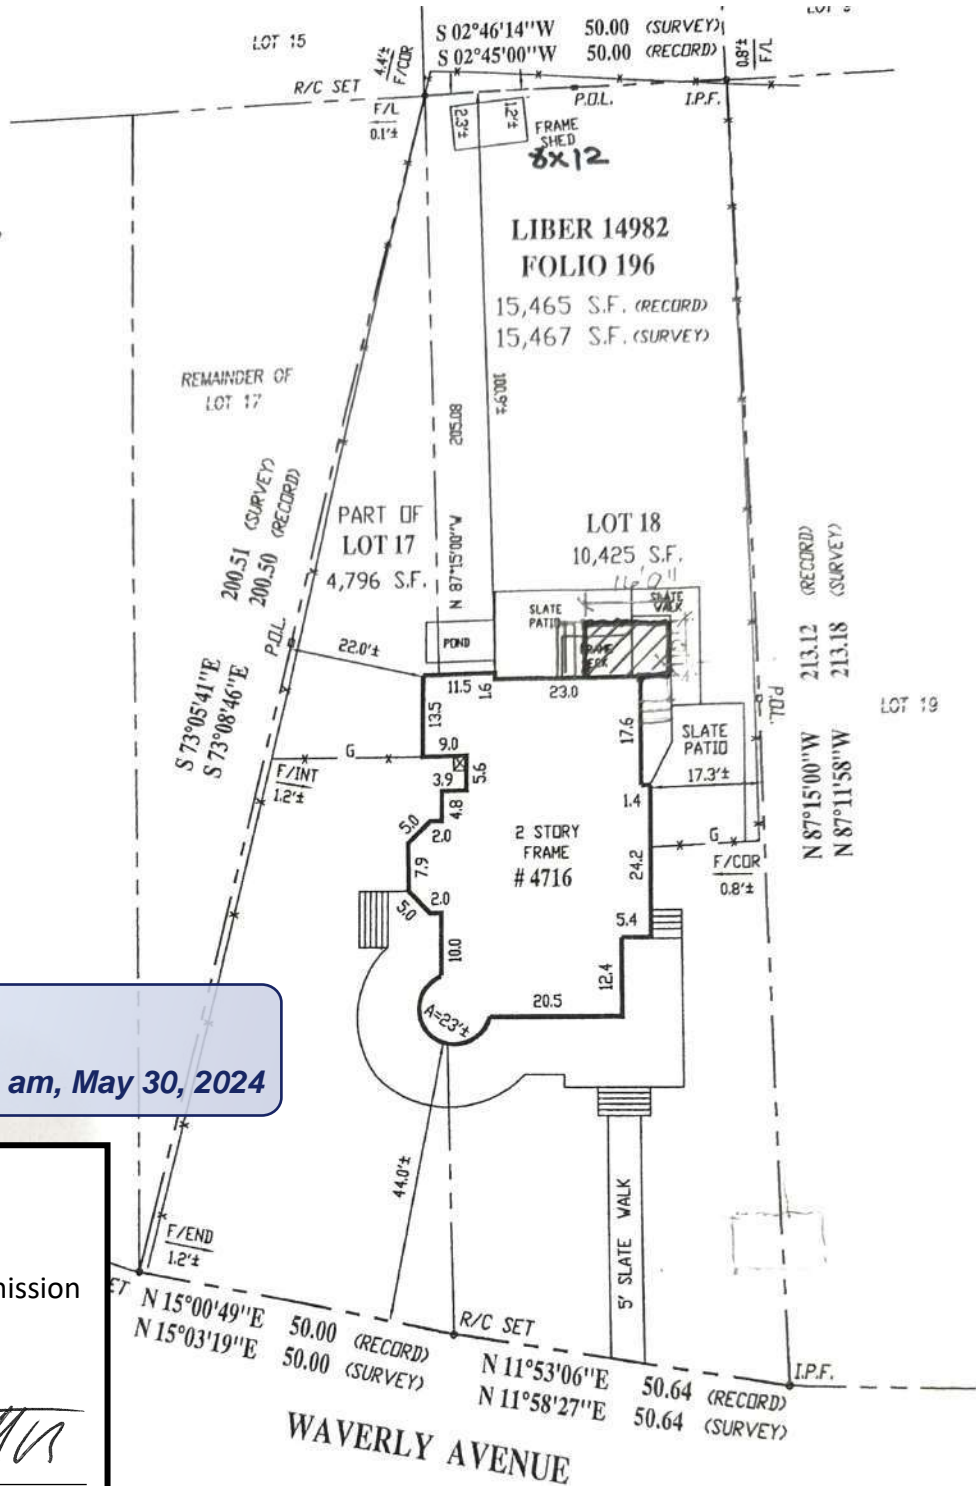 LOT 15
S 02°46'14"W 50.00 (SURVEY)
S 02°45'00"W 50.00 (RECORD)
4.4'± F/COR
0.8'± F/L
R/C SET
P.O.L.
I.P.F.
F/L
0.1'±
2.3'±
1.2'±
FRAME
SHED
8x12
LIBER 14982
FOLIO 196
15,465 S.F. (RECORD)
15,467 S.F. (SURVEY)
REMAINDER OF
LOT 17
100.9'±
N 87°15'00"W 205.08
200.51 (SURVEY)
200.50 (RECORD)
S 73°05'41"E
S 73°08'46"E
P.O.L.
PART OF
LOT 17
4,796 S.F.
LOT 18
10,425 S.F.
16'0"
SLATE
PATIO
SLATE
WALK
POND
22.0'±
11.5
1.6
23.0
13.5
9.0
17.6
SLATE
PATIO
17.3'±
P.O.L.
N 87°15'00"W 213.12 (RECORD)
N 87°11'58"W 213.18 (SURVEY)
LOT 19
G
F/INT
1.2'±
3.9
5.6
4.8
1.4
5.0
2.0
7.9
2 STORY
FRAME
# 4716
24.2
G
F/COR
0.8'±
2.0
5.0
10.0
5.4
12.4
20.5
A=23'±
am, May 30, 2024
44.0'±
5' SLATE WALK
F/END
1.2'±
nission
ET
N 15°00'49"E 50.00 (RECORD)
N 15°03'19"E 50.00 (SURVEY)
R/C SET
N 11°53'06"E 50.64 (RECORD)
N 11°58'27"E 50.64 (SURVEY)
I.P.F.
WAVERLY AVENUE